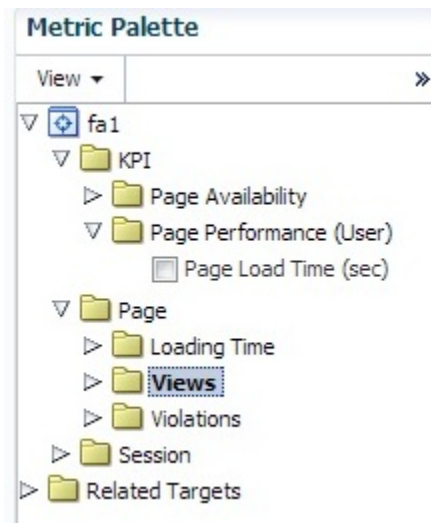 Metric Palette
View
fa1
KPI
Page Availability
Page Performance (User)
Page Load Time (sec)
Page
Loading Time
Views
Violations
Session
Related Targets